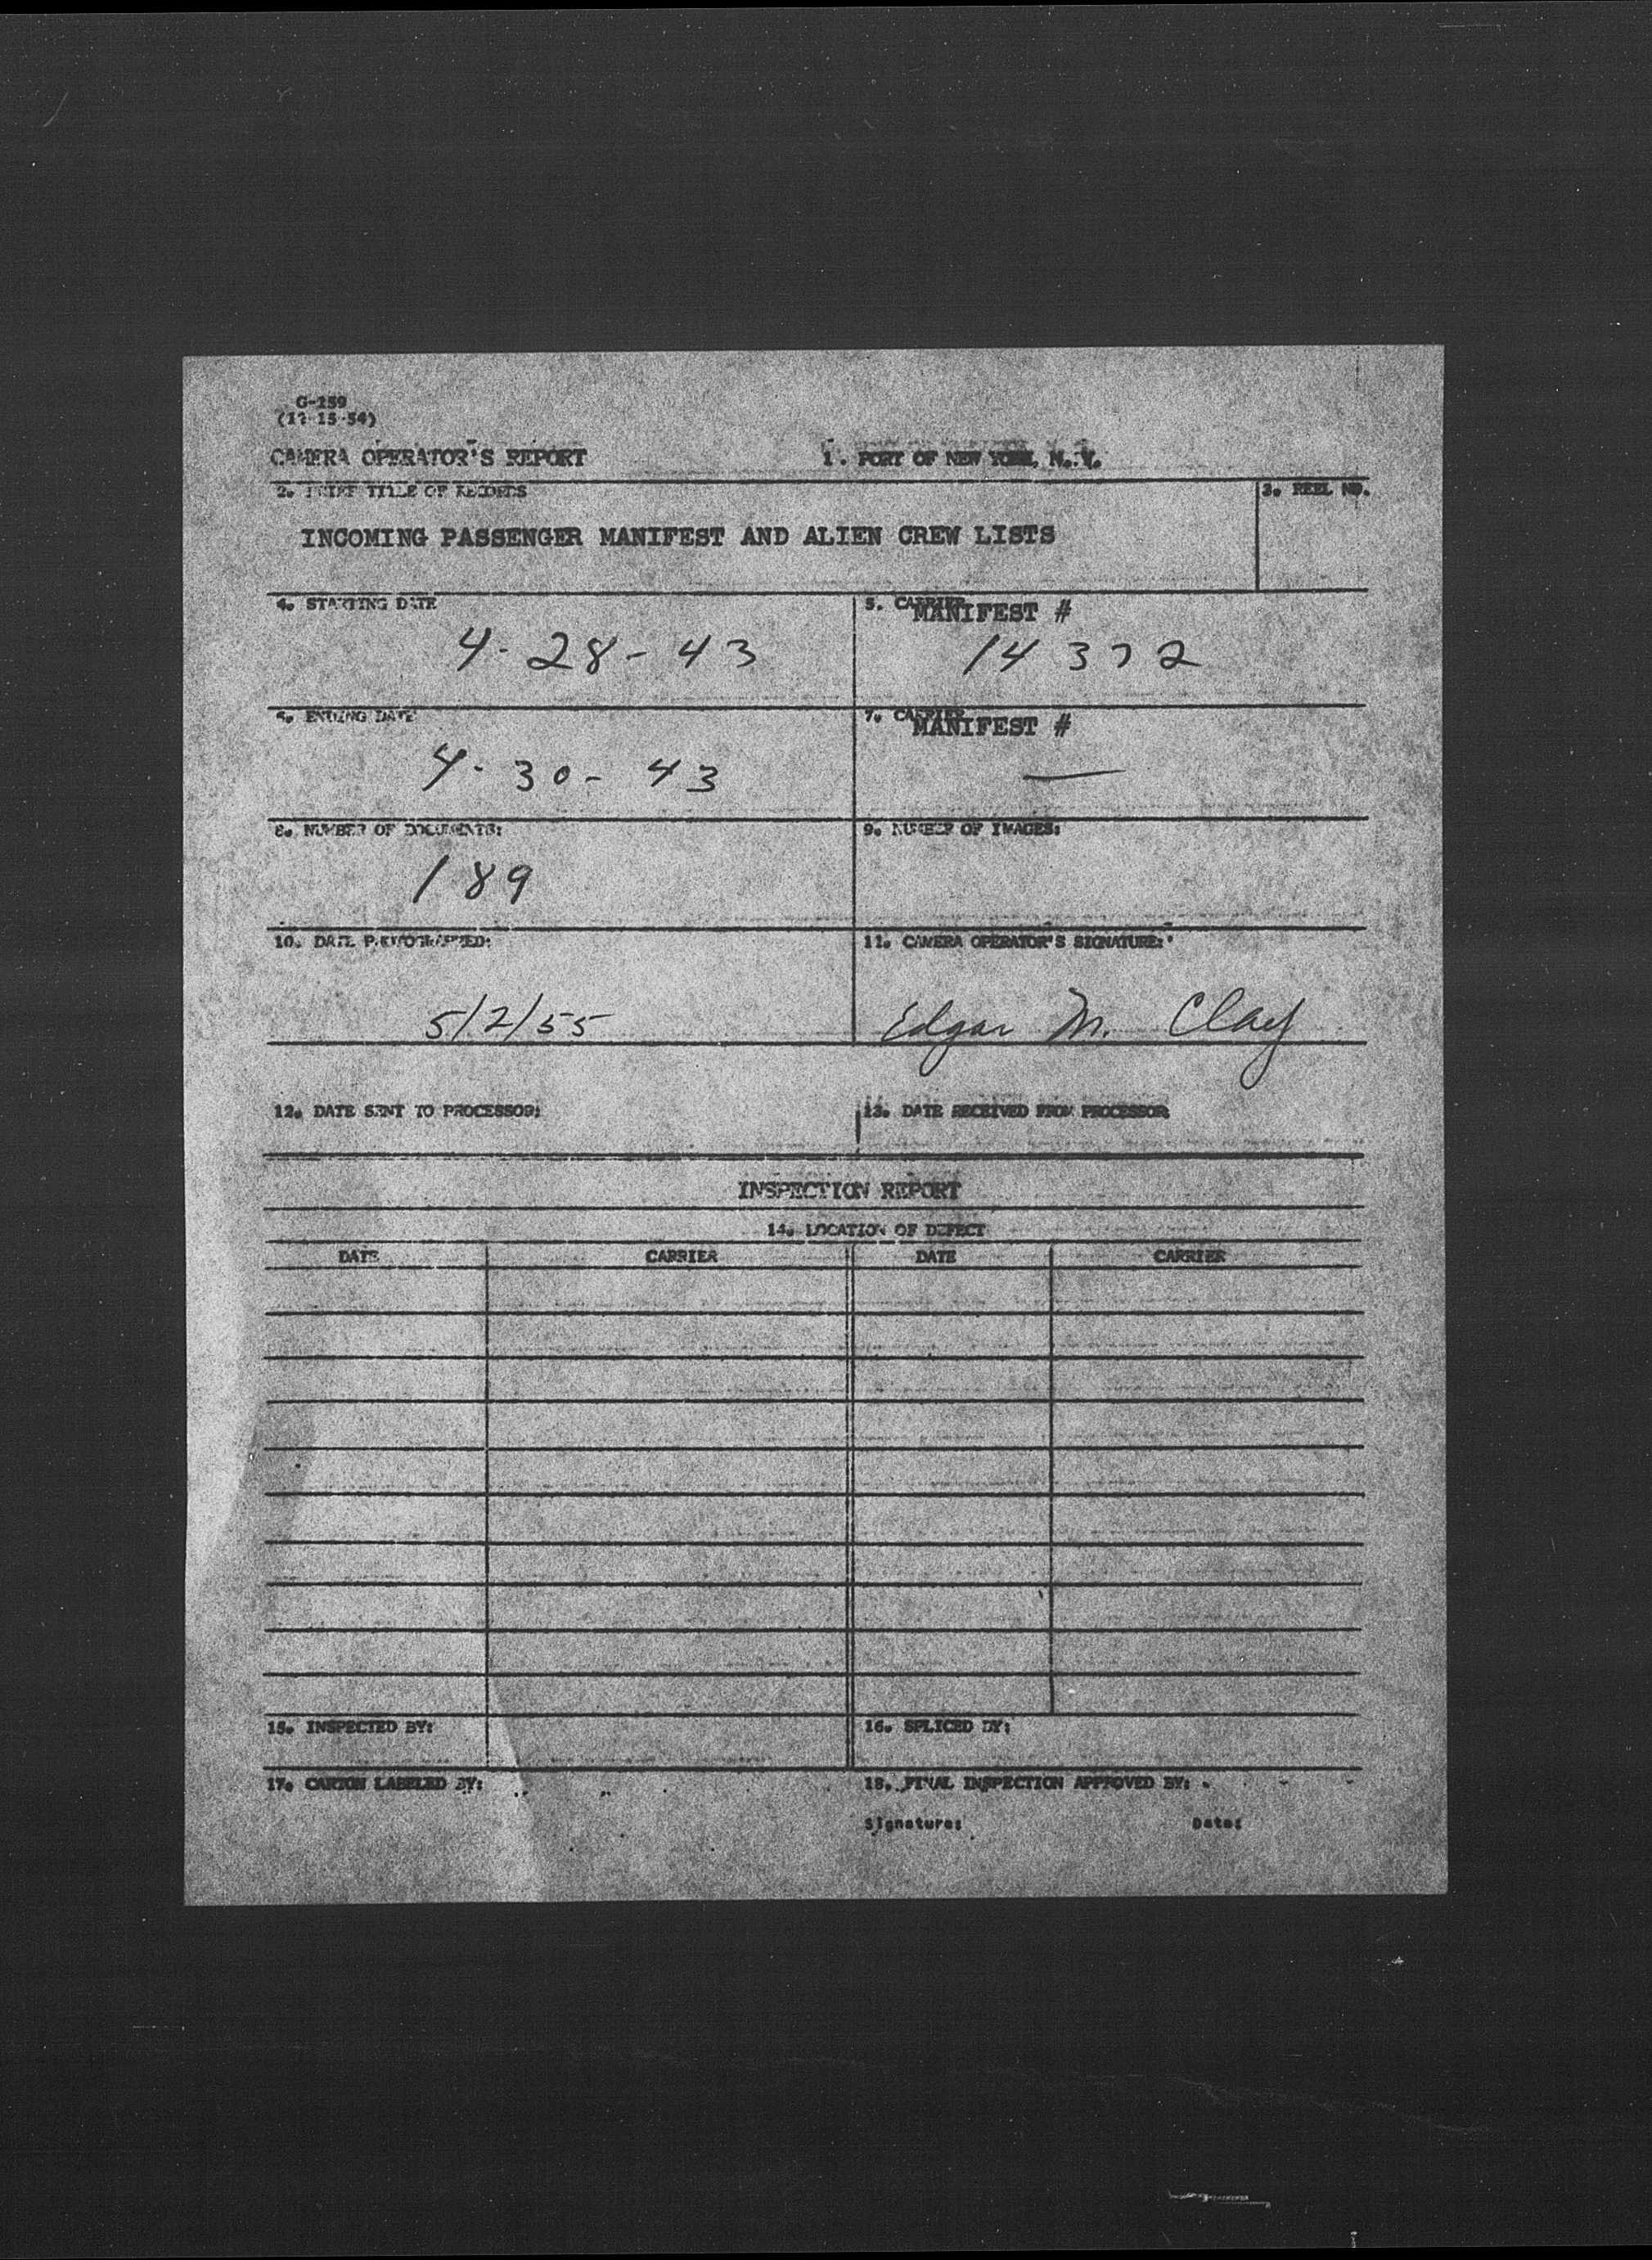 G-259
(12-15-54)
CAMERA OPERATOR'S REPORT 1. PORT OF NEW YORK, N. Y.
2. BRIEF TITLE OF RECORDS 3. REEL NO.
INCOMING PASSENGER MANIFEST AND ALIEN CREW LISTS
4. STARTING DATE 5. CARRIER MANIFEST #
4-28-43 14372
6. ENDING DATE 7. CARRIER MANIFEST #
4-30-43 —
8. NUMBER OF DOCUMENTS: 9. NUMBER OF IMAGES:
189
10. DATE PHOTOGRAPHED: 11. CAMERA OPERATOR'S SIGNATURE:
5/2/55 Edgar M. Clay
12. DATE SENT TO PROCESSOR: 13. DATE RECEIVED FROM PROCESSOR
INSPECTION REPORT
14. LOCATION OF DEFECT
DATE CARRIER DATE CARRIER
15. INSPECTED BY: 16. SPLICED BY:
17. CARTON LABELED BY: 18. FINAL INSPECTION APPROVED BY:
Signature: Date: